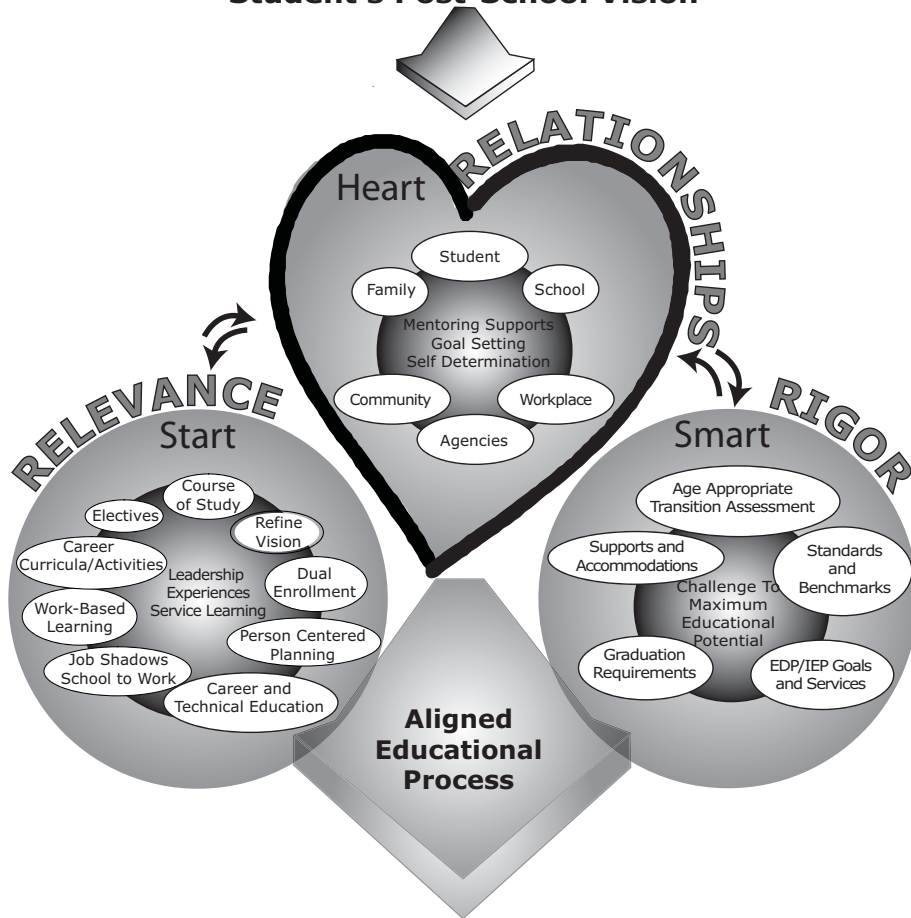 Student's Post-School Vision
RELATIONSHIPS
Heart
Student
Family
School
Mentoring Supports
Goal Setting
Self Determination
Community
Workplace
Agencies
RELEVANCE
Start
Course
of Study
Electives
Refine
Vision
Career
Curricula/Activities
Leadership
Experiences
Service Learning
Dual
Enrollment
Work-Based
Learning
Person Centered
Planning
Job Shadows
School to Work
Career and
Technical Education
RIGOR
Smart
Age Appropriate
Transition Assessment
Supports and
Accommodations
Standards
and
Benchmarks
Challenge To
Maximum
Educational
Potential
Graduation
Requirements
EDP/IEP Goals
and Services
Aligned
Educational
Process